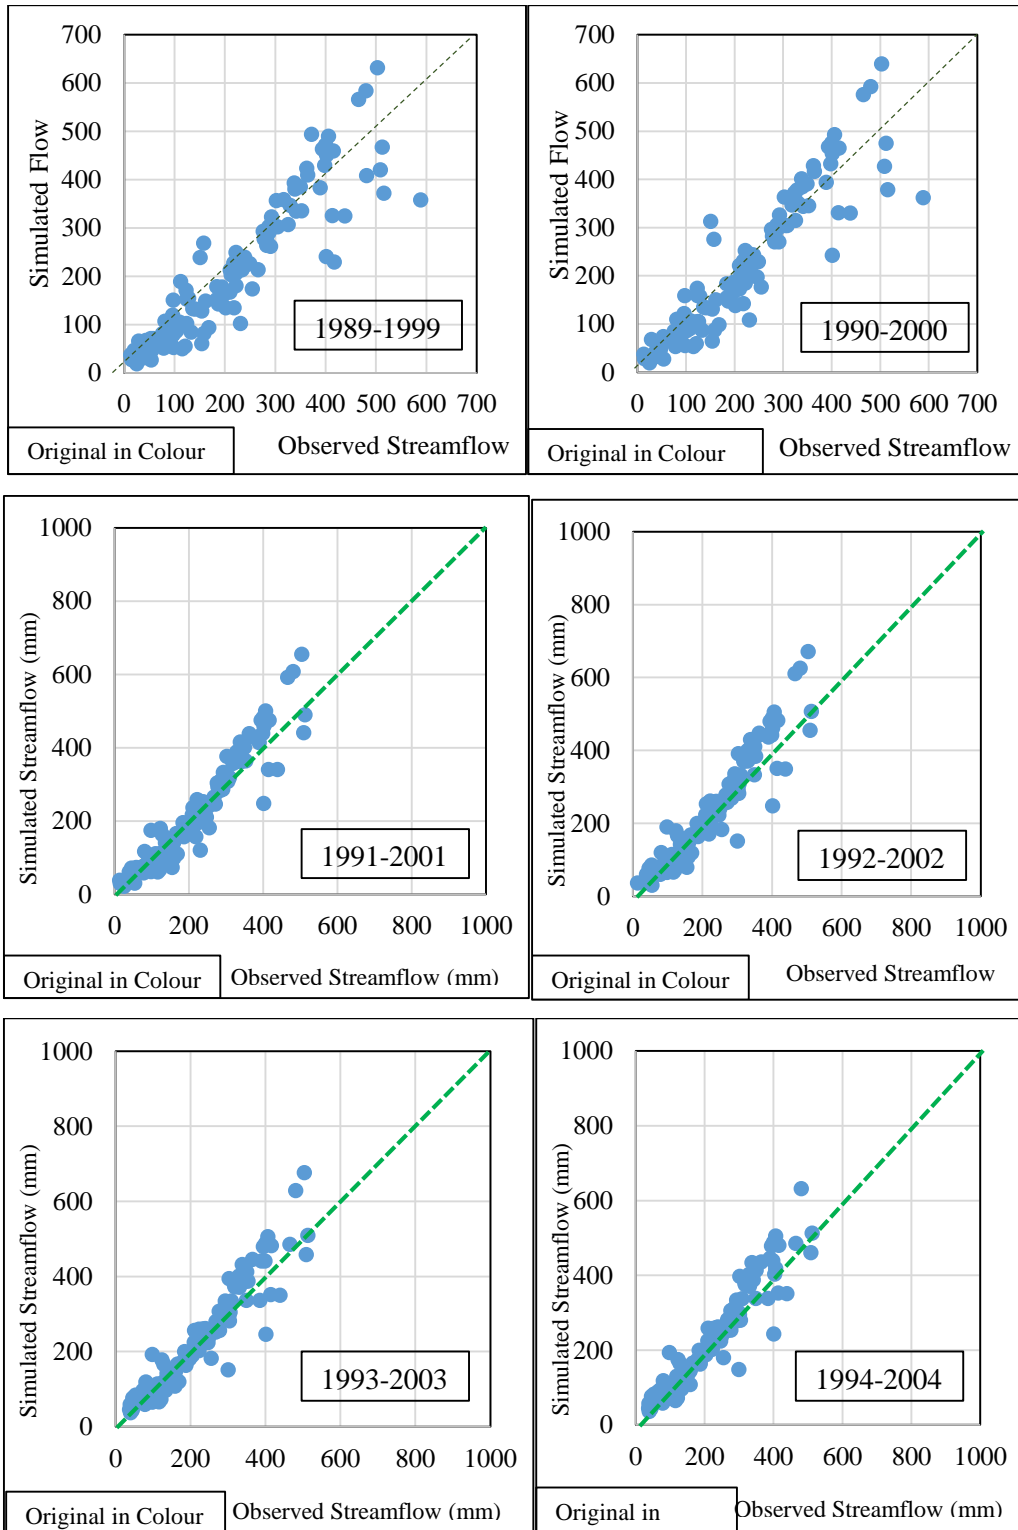 700
600
500
400
300
200
100
0
Simulated Flow
1989-1999
0 100 200 300 400 500 600 700
Original in Colour
Observed Streamflow
700
600
500
400
300
200
100
0
Simulated Flow
1990-2000
0 100 200 300 400 500 600 700
Original in Colour
Observed Streamflow
1000
800
600
400
200
0
Simulated Streamflow (mm)
1991-2001
0 200 400 600 800 1000
Original in Colour
Observed Streamflow (mm)
1000
800
600
400
200
0
Simulated Streamflow (mm)
1992-2002
0 200 400 600 800 1000
Original in Colour
Observed Streamflow
1000
800
600
400
200
0
Simulated Streamflow (mm)
1993-2003
0 200 400 600 800 1000
Original in Colour
Observed Streamflow (mm)
1000
800
600
400
200
0
Simulated Streamflow (mm)
1994-2004
0 200 400 600 800 1000
Original in
Observed Streamflow (mm)